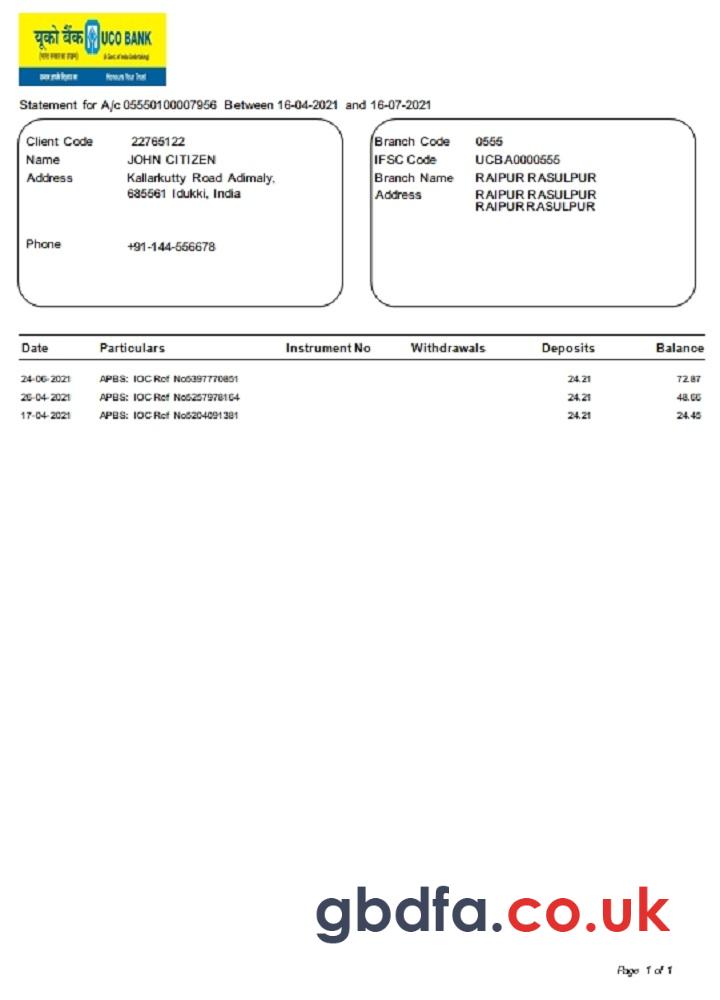 यूको बैंक UCO BANK
(A Govt. of India Undertaking)
Honours Your Trust
Statement for A/c 05550100007956 Between 16-04-2021 and 16-07-2021
Client Code 22765122
Name JOHN CITIZEN
Address Kallarkutty Road Adimaly,
685561 Idukki, India
Phone +91-144-556678
Branch Code 0555
IFSC Code UCBA0000555
Branch Name RAIPUR RASULPUR
Address RAIPUR RASULPUR
RAIPUR RASULPUR
Date Particulars Instrument No Withdrawals Deposits Balance
24-06-2021 APBS: IOC Ref No5397770851 24.21 72.87
26-04-2021 APBS: IOC Ref No5257978164 24.21 48.66
17-04-2021 APBS: IOC Ref No5204091381 24.21 24.45
gbdfa.co.uk
Page 1 of 1